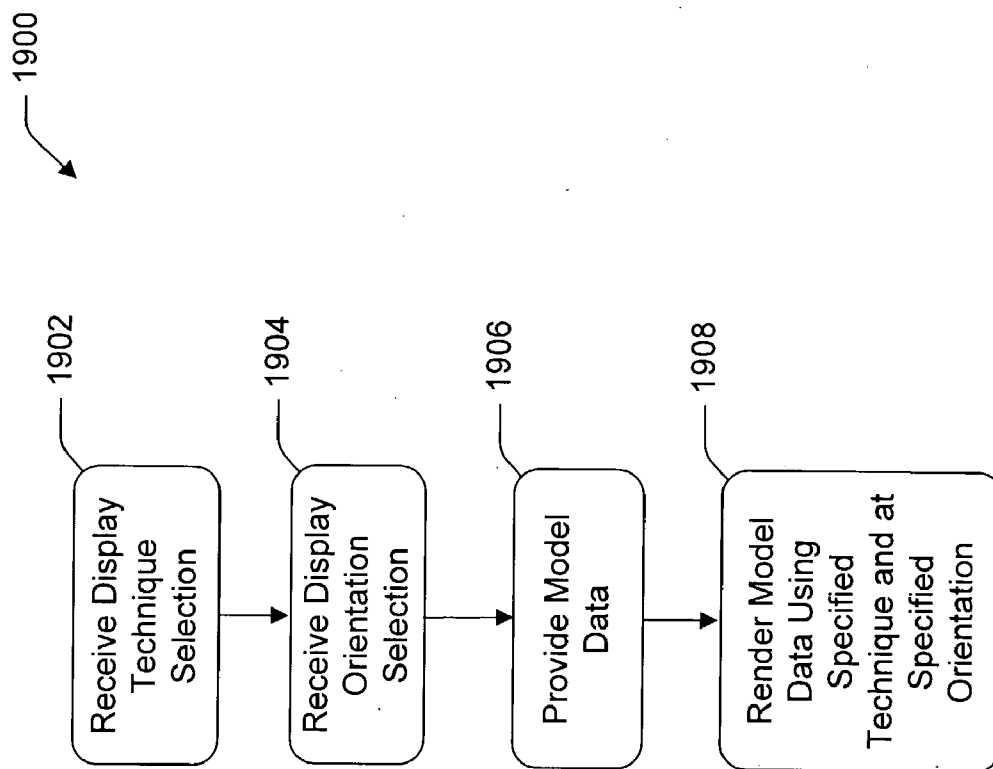 1900
1902
Receive Display
Technique
Selection
1904
Receive Display
Orientation
Selection
1906
Provide Model
Data
1908
Render Model
Data Using
Specified
Technique and at
Specified
Orientation